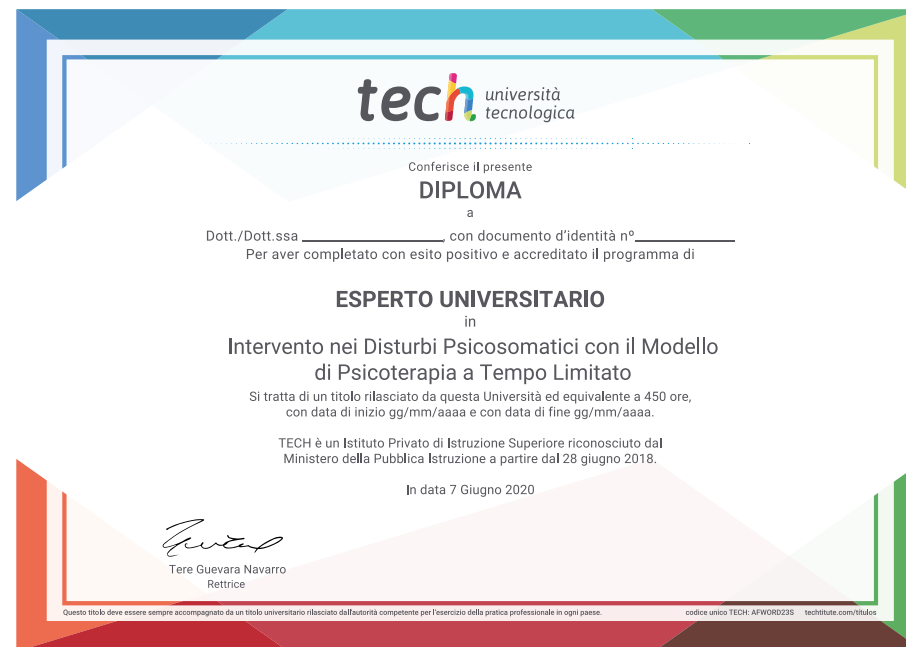 tech università
tecnologica
Conferisce il presente
DIPLOMA
a
Dott./Dott.ssa ____________________, con documento d'identità nº______________
Per aver completato con esito positivo e accreditato il programma di
ESPERTO UNIVERSITARIO
in
Intervento nei Disturbi Psicosomatici con il Modello
di Psicoterapia a Tempo Limitato
Si tratta di un titolo rilasciato da questa Università ed equivalente a 450 ore,
con data di inizio gg/mm/aaaa e con data di fine gg/mm/aaaa.
TECH è un Istituto Privato di Istruzione Superiore riconosciuto dal
Ministero della Pubblica Istruzione a partire dal 28 giugno 2018.
In data 7 Giugno 2020
Tere Guevara Navarro
Rettrice
Questo titolo deve essere sempre accompagnato da un titolo universitario rilasciato dall'autorità competente per l'esercizio della pratica professionale in ogni paese. codice unico TECH: AFWORD23S techtitute.com/titulos